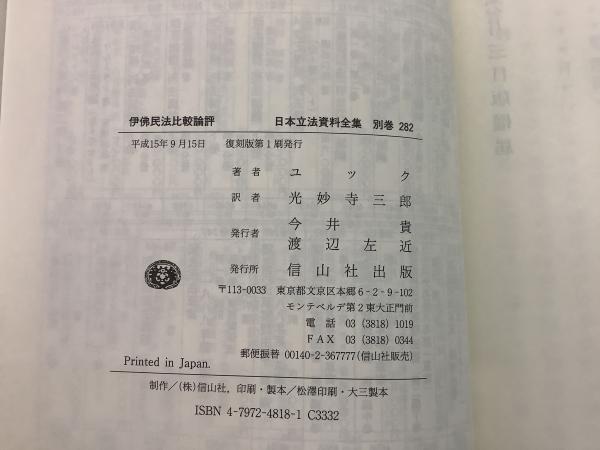 伊佛民法比較論評　　　日本立法資料全集　別巻 282
平成15年9月15日　　復刻版第1刷発行
著者　ユック
訳者　光妙寺三郎
発行者　今井貴
渡辺左近
発行所　信山社出版
〒113-0033　東京都文京区本郷6-2-9-102
モンテベルデ第2東大正門前
電話　03 (3818) 1019
FAX　03 (3818) 0344
郵便振替 00140-2-367777(信山社販売)
Printed in Japan.
制作／(株)信山社, 印刷・製本／松澤印刷・大三製本
ISBN 4-7972-4818-1 C3332